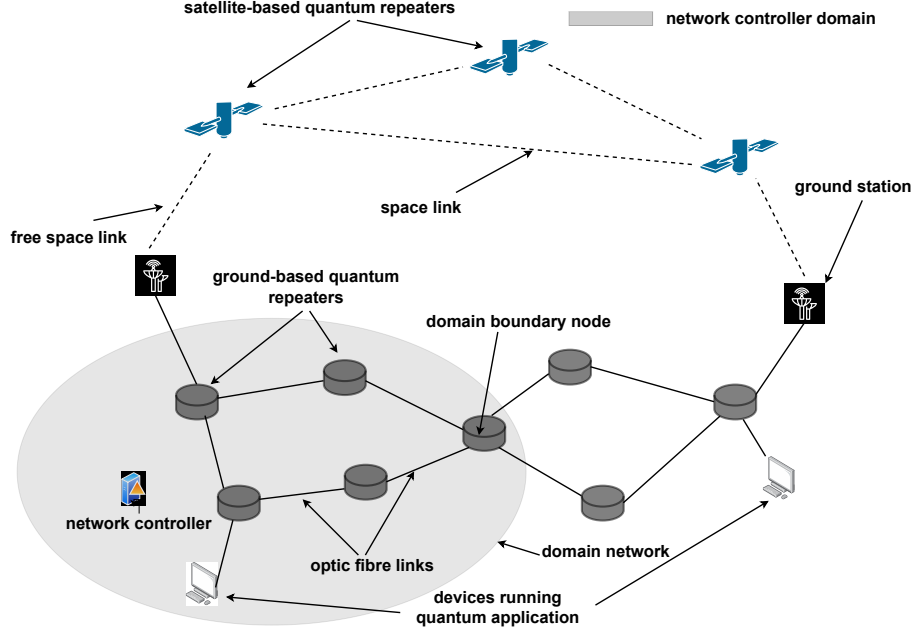 satellite-based quantum repeaters
network controller domain
ground station
space link
free space link
ground-based quantum
repeaters
domain boundary node
network controller
optic fibre links
domain network
devices running
quantum application